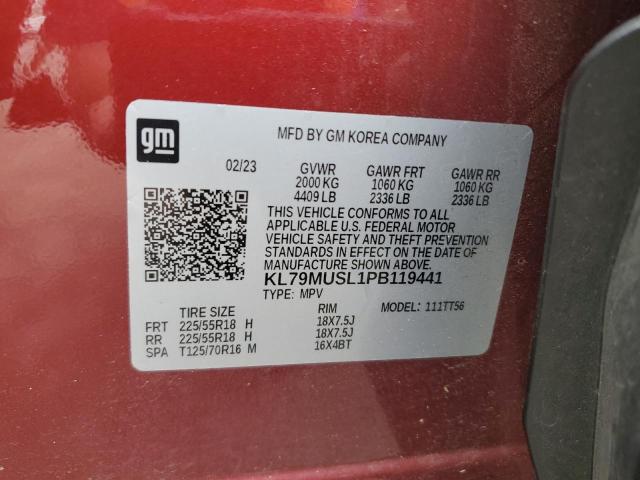 gm
MFD BY GM KOREA COMPANY
02/23 GVWR GAWR FRT GAWR RR
2000 KG 1060 KG 1060 KG
4409 LB 2336 LB 2336 LB
THIS VEHICLE CONFORMS TO ALL
APPLICABLE U.S. FEDERAL MOTOR
VEHICLE SAFETY AND THEFT PREVENTION
STANDARDS IN EFFECT ON THE DATE OF
MANUFACTURE SHOWN ABOVE.
KL79MUSL1PB119441
TYPE: MPV MODEL: 111TT56
TIRE SIZE RIM
FRT 225/55R18 H 18X7.5J
RR 225/55R18 H 18X7.5J
SPA T125/70R16 M 16X4BT